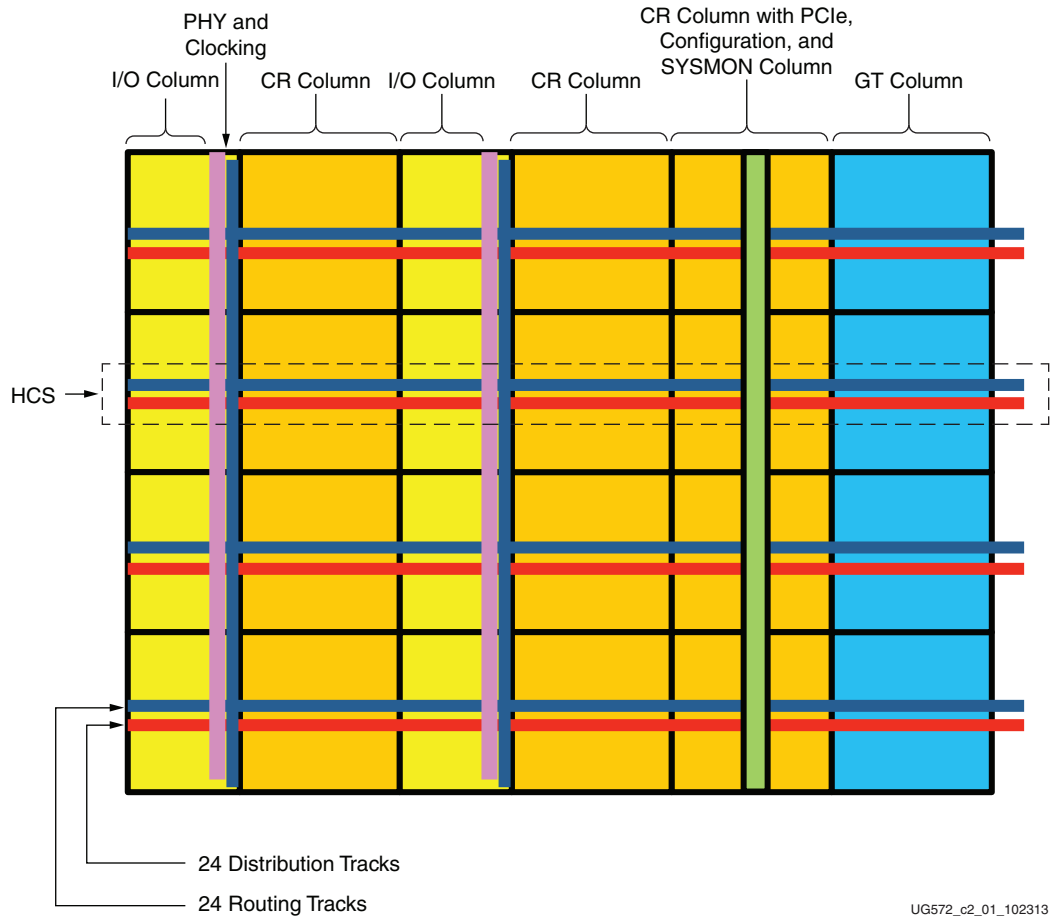 PHY and
Clocking
CR Column with PCIe,
Configuration, and
SYSMON Column
I/O Column
CR Column
I/O Column
CR Column
GT Column
HCS
24 Distribution Tracks
24 Routing Tracks
UG572_c2_01_102313